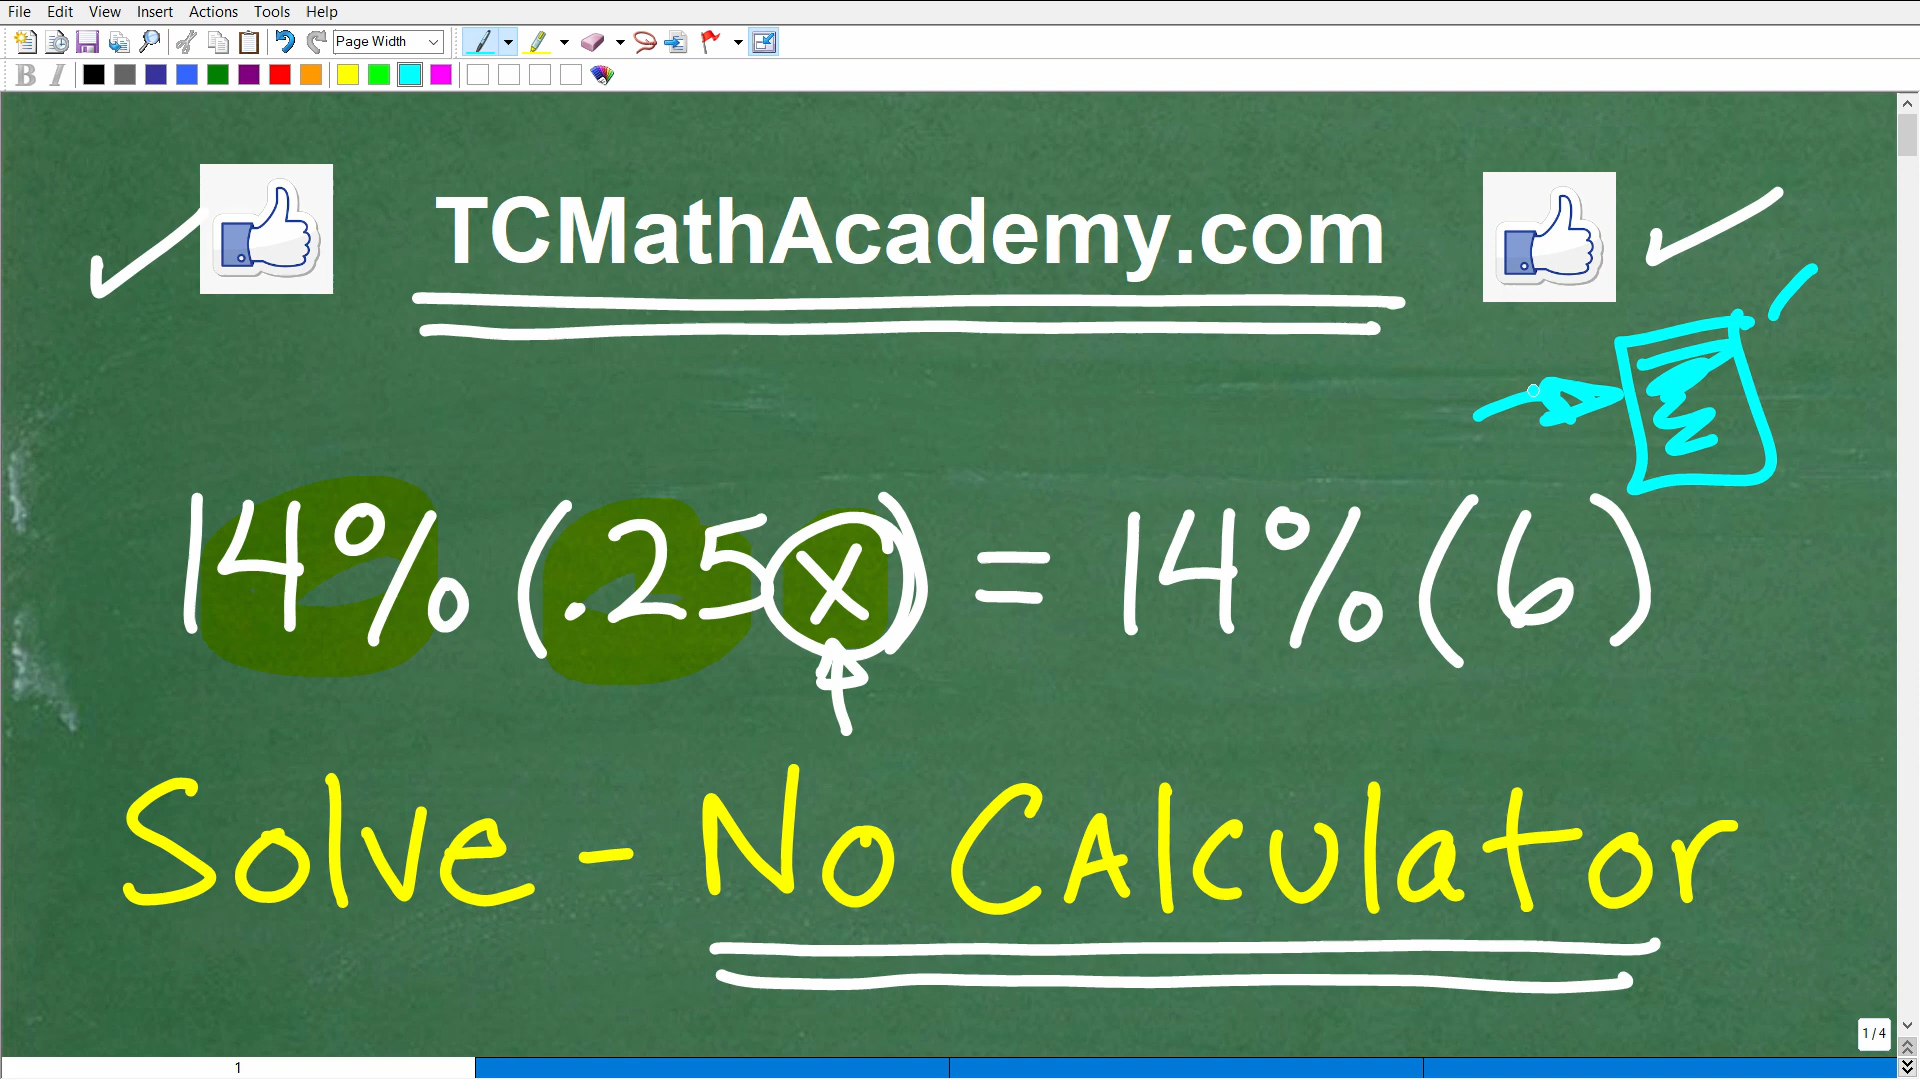 File Edit View Insert Actions Tools Help
Page Width
B I
TCMathAcademy.com
14% (.25x) = 14% (6)
Solve - No Calculator
1 / 4
1